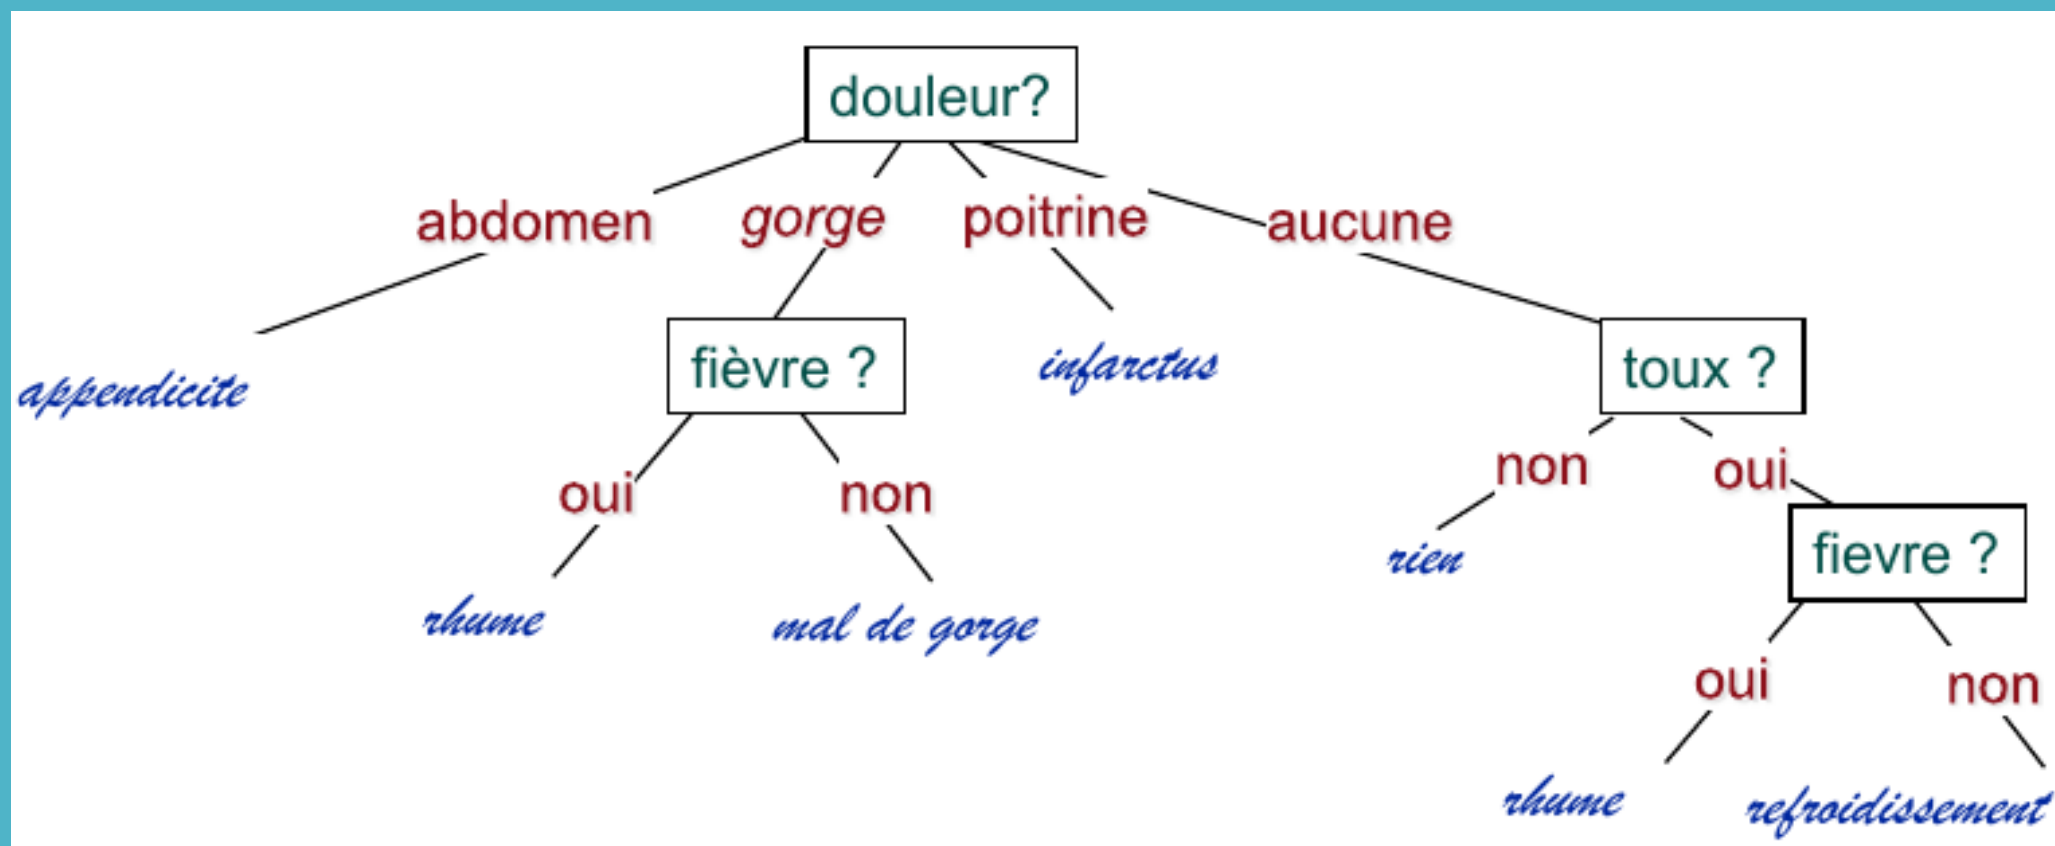 douleur?
abdomen gorge poitrine aucune
appendicite fièvre ? infarctus toux ?
oui non non oui
rien fievre ?
rhume mal de gorge
oui non
rhume refroidissement